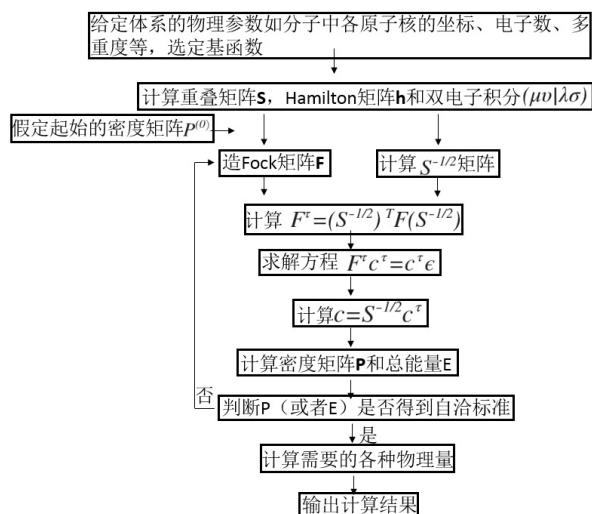 给定体系的物理参数如分子中各原子核的坐标、电子数、多
重度等，选定基函数
计算重叠矩阵S，Hamilton矩阵h和双电子积分(μυ|λσ)
假定起始的密度矩阵P⁽⁰⁾
造Fock矩阵F
计算 S^{-1/2}矩阵
计算 F^τ=(S^{-1/2})^T F(S^{-1/2})
求解方程 F^τ c^τ=c^τ ϵ
计算c=S^{-1/2}c^τ
计算密度矩阵P和总能量E
否
判断P（或者E）是否得到自洽标准
是
计算需要的各种物理量
输出计算结果